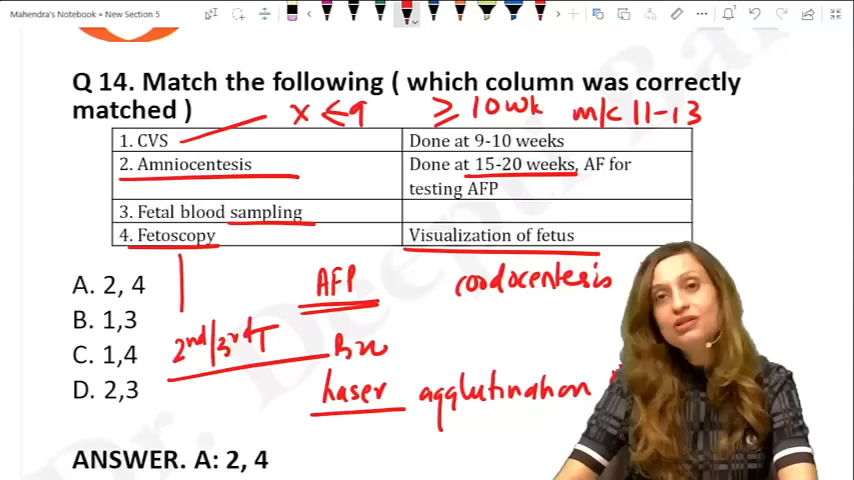 Mahendra's Notebook » New Section 5
Q 14. Match the following ( which column was correctly
matched )
x <9
≥ 10 wk
m/c 11-13
1. CVS
Done at 9-10 weeks
2. Amniocentesis
Done at 15-20 weeks, AF for
testing AFP
3. Fetal blood sampling
4. Fetoscopy
Visualization of fetus
A. 2, 4
B. 1,3
C. 1,4
D. 2,3
AFP
cordocentesis
2nd/3rd T
Laser agglutination
ANSWER. A: 2, 4